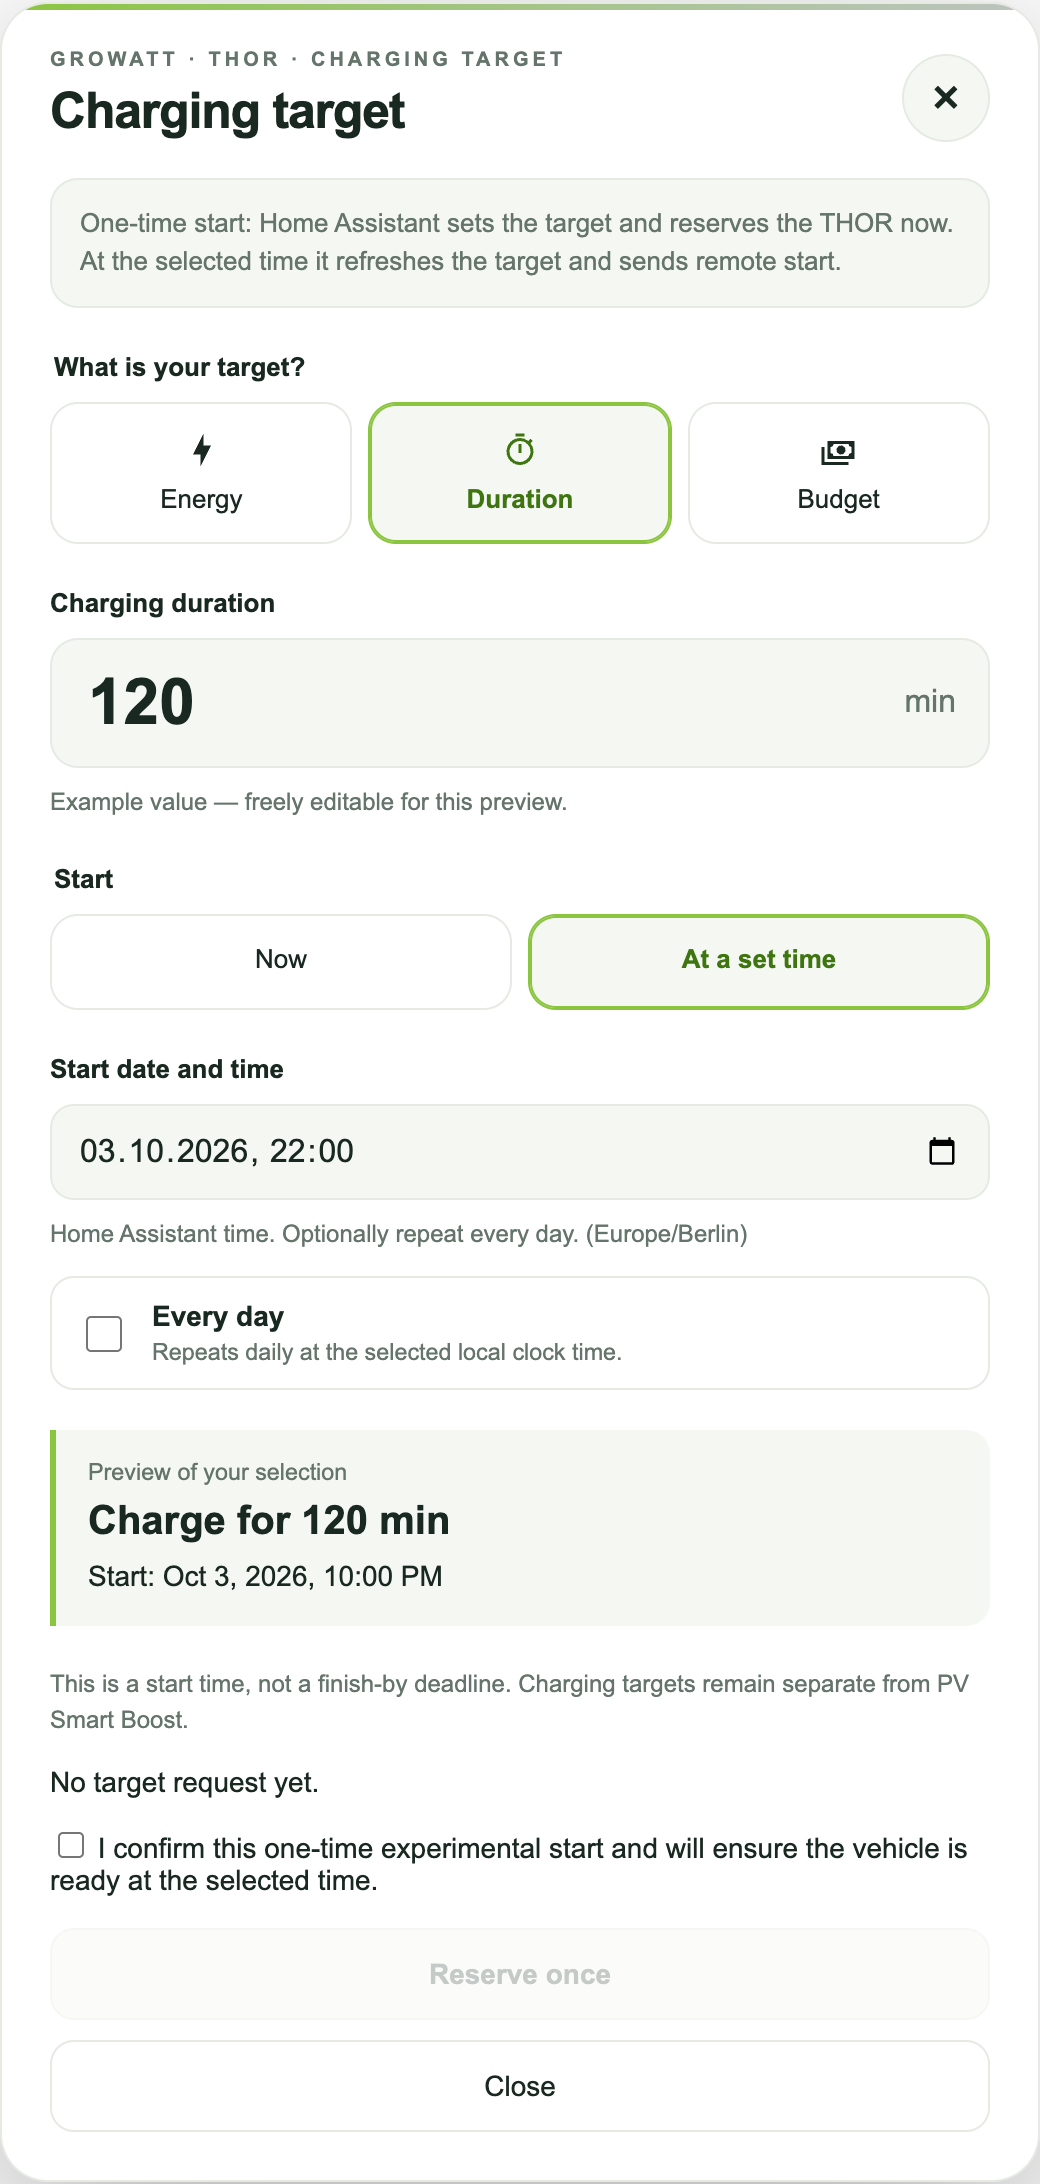 GROWATT · THOR · CHARGING TARGET
Charging target
One-time start: Home Assistant sets the target and reserves the THOR now.
At the selected time it refreshes the target and sends remote start.
What is your target?
Energy
Duration
Budget
Charging duration
120
min
Example value — freely editable for this preview.
Start
Now
At a set time
Start date and time
03.10.2026, 22:00
Home Assistant time. Optionally repeat every day. (Europe/Berlin)
Every day
Repeats daily at the selected local clock time.
Preview of your selection
Charge for 120 min
Start: Oct 3, 2026, 10:00 PM
This is a start time, not a finish-by deadline. Charging targets remain separate from PV
Smart Boost.
No target request yet.
I confirm this one-time experimental start and will ensure the vehicle is
ready at the selected time.
Reserve once
Close